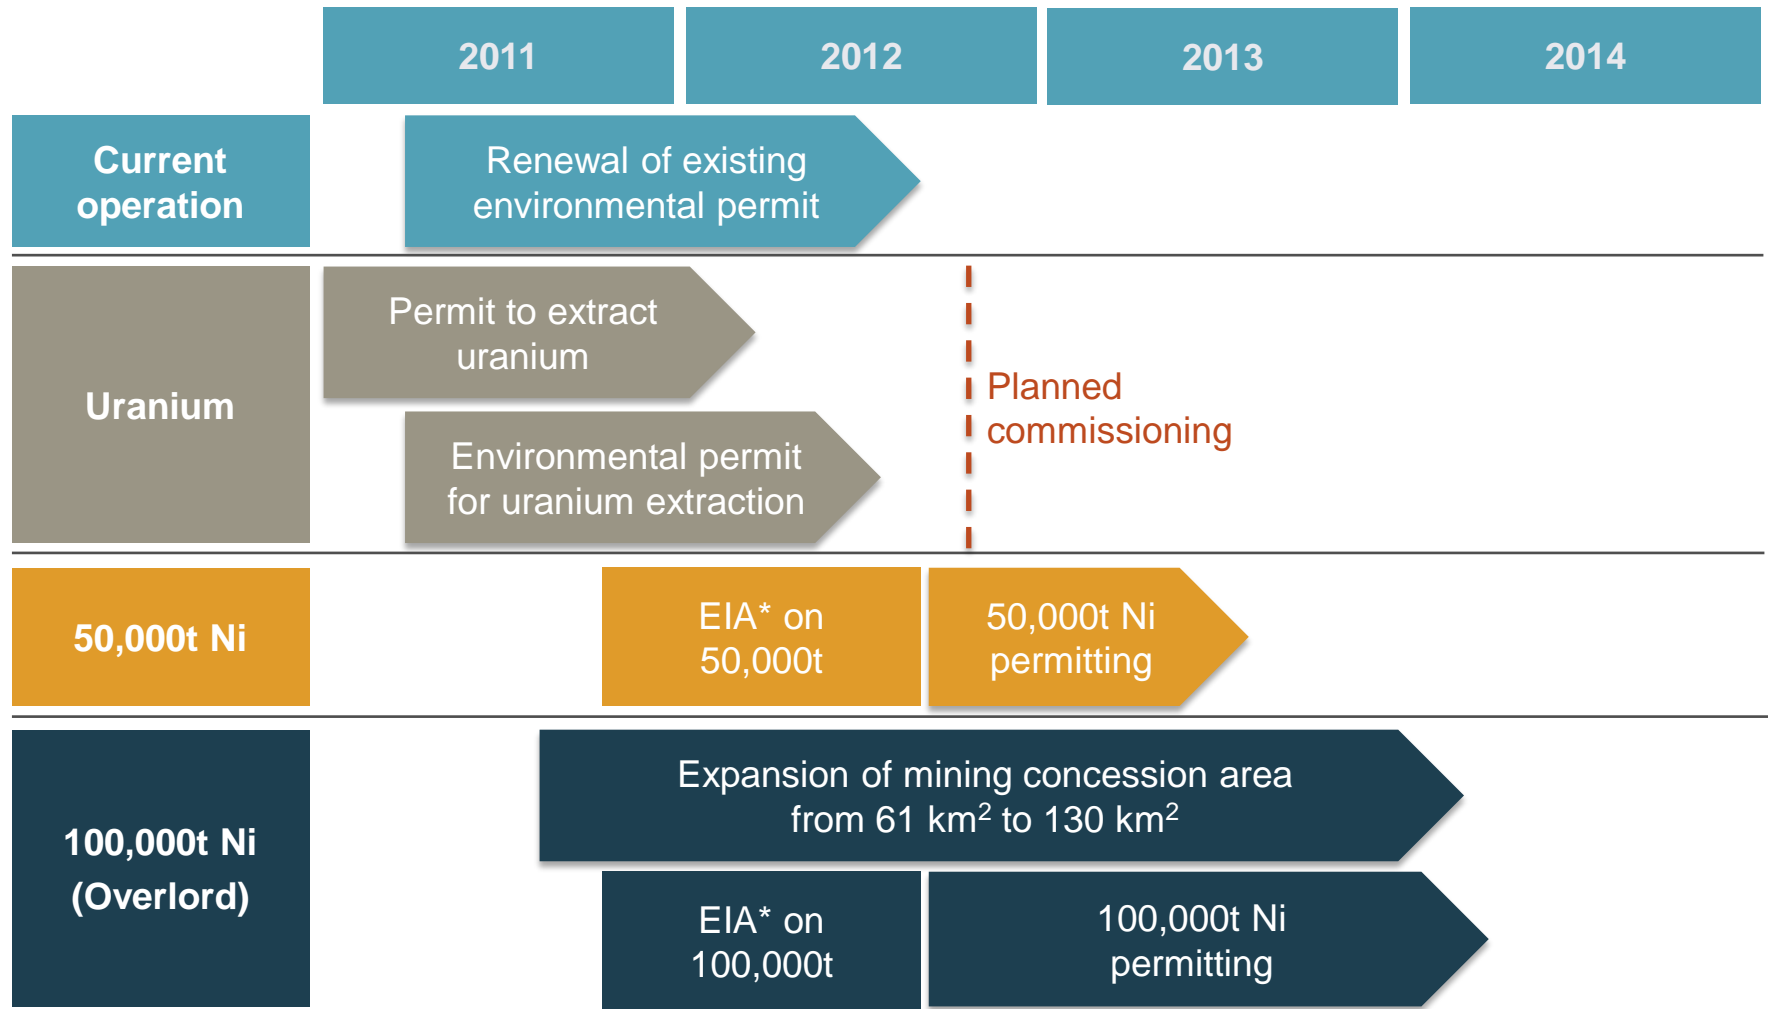 2011
2012
2013
2014
Current
operation
Renewal of existing
environmental permit
Uranium
Permit to extract
uranium
Environmental permit
for uranium extraction
Planned
commissioning
50,000t Ni
EIA* on
50,000t
50,000t Ni
permitting
100,000t Ni
(Overlord)
Expansion of mining concession area
from 61 km² to 130 km²
EIA* on
100,000t
100,000t Ni
permitting